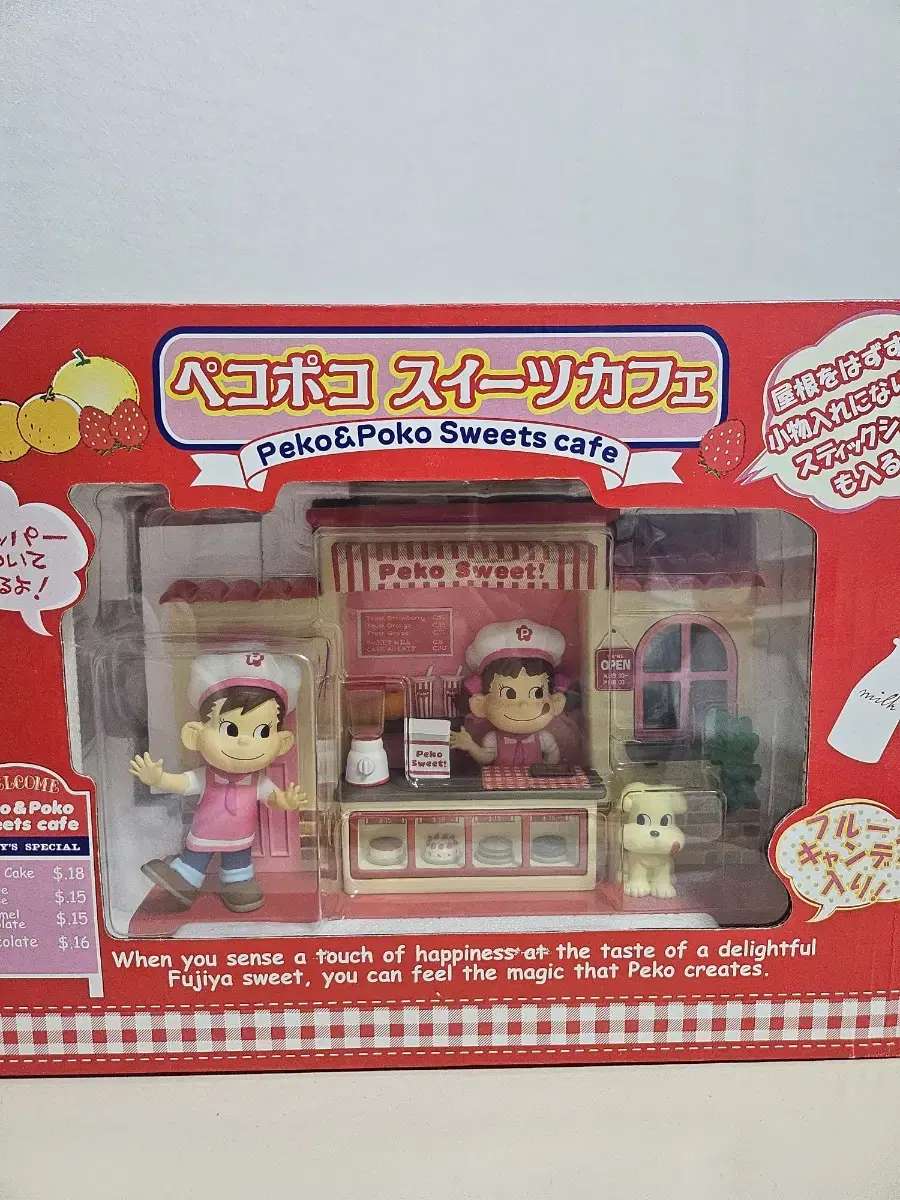 ペコポコ スイーツカフェ
Peko&Poko Sweets cafe
屋根をはずす
小物入れにな
スティックシ
も入る
パー
ついて
るよ!
Peko Sweet!
OPEN
Peko
Sweet!
milk
フルー
キャンデ
入り!
LCOME
o&Poko
eets cafe
Y'S SPECIAL
Cake $.18
$.15
mel
late $.15
colate $.16
When you sense a touch of happiness at the taste of a delightful
Fujiya sweet, you can feel the magic that Peko creates.